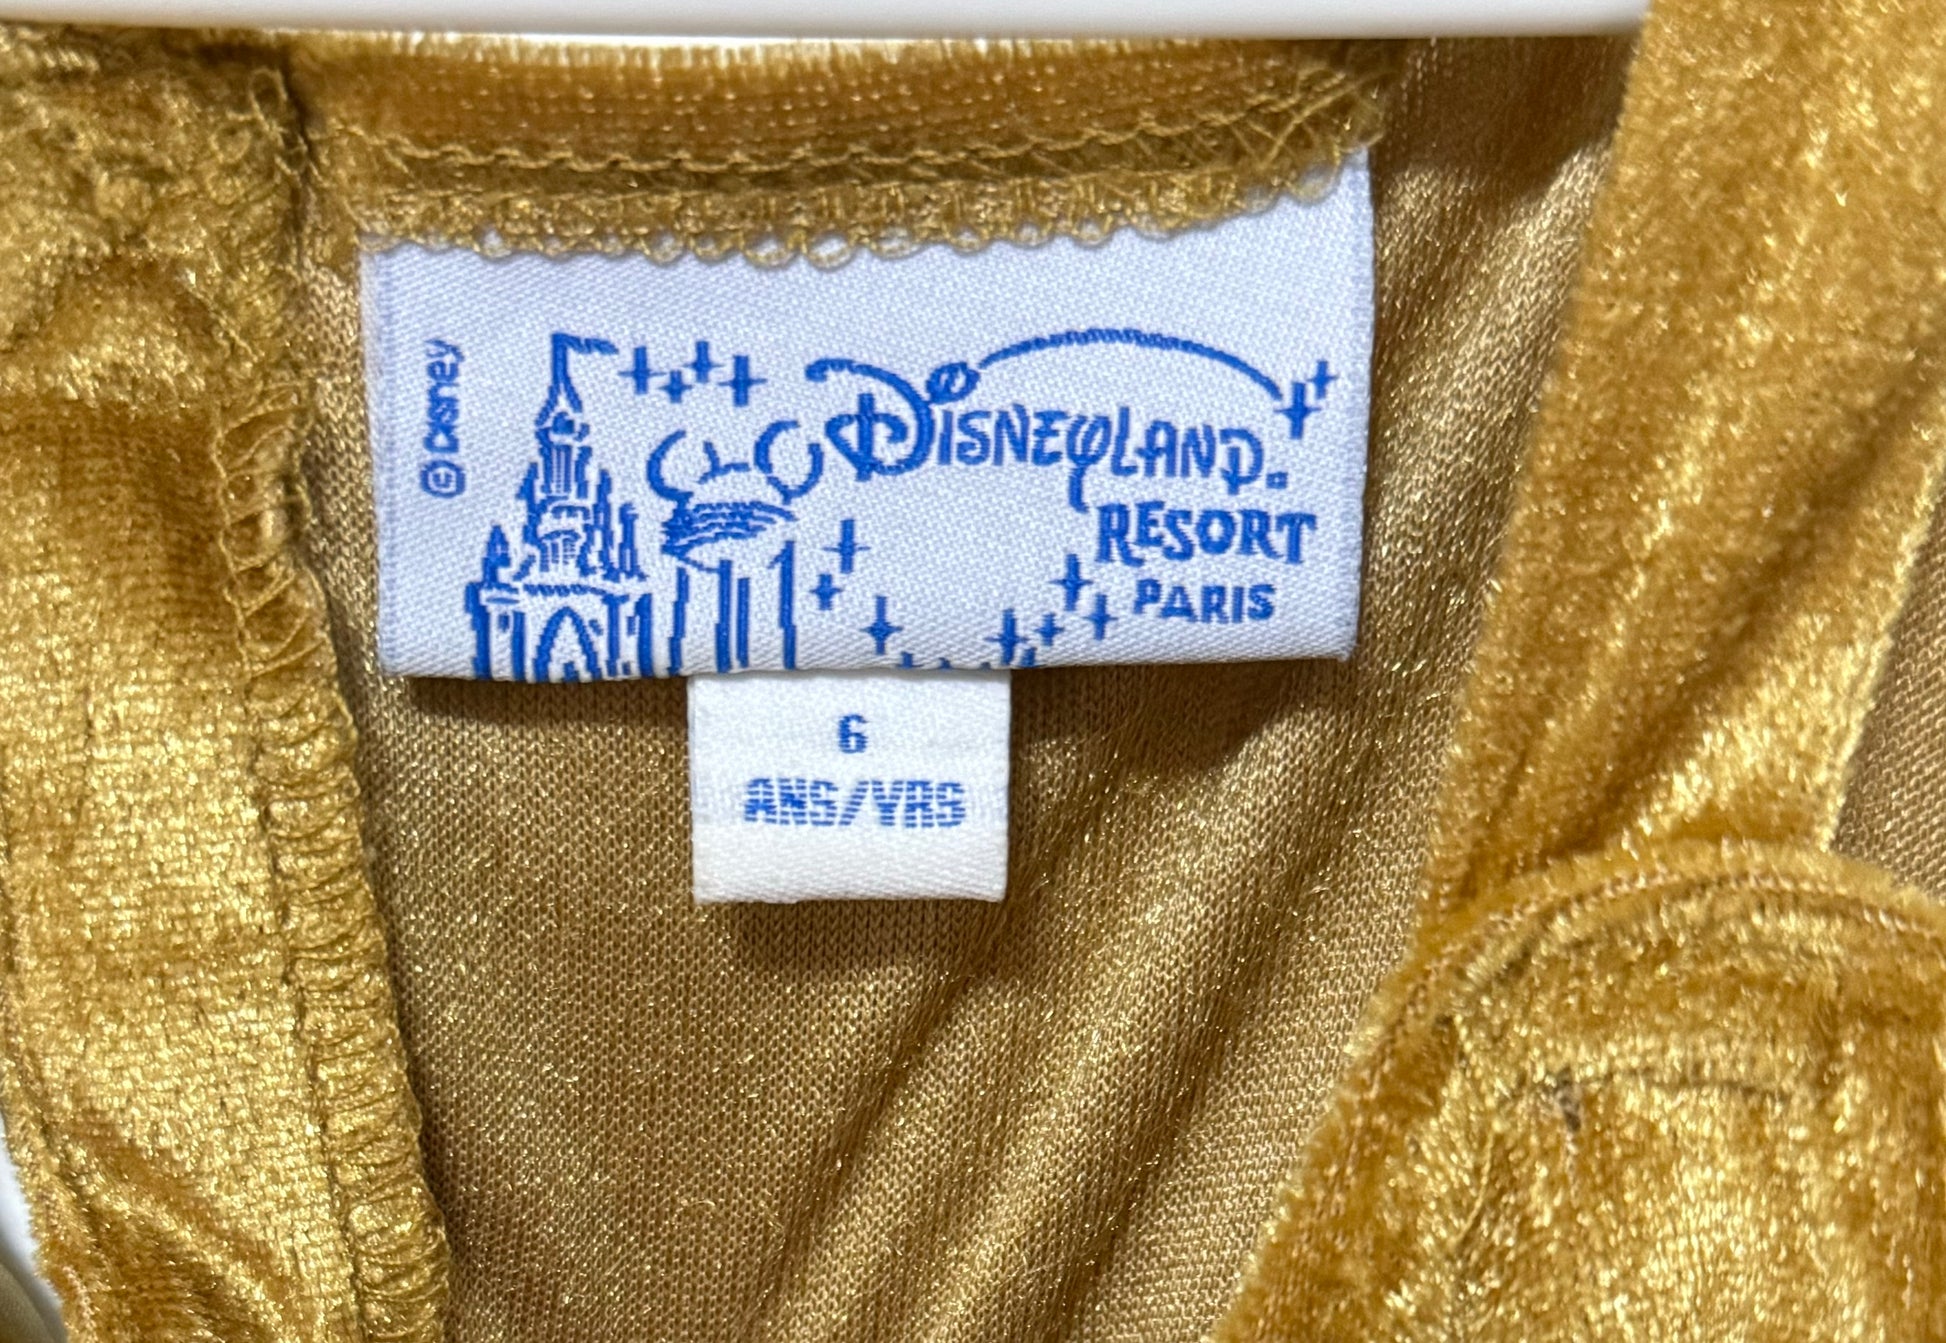 © Disney
Disneyland
Resort
PARIS
6
ANS/YRS